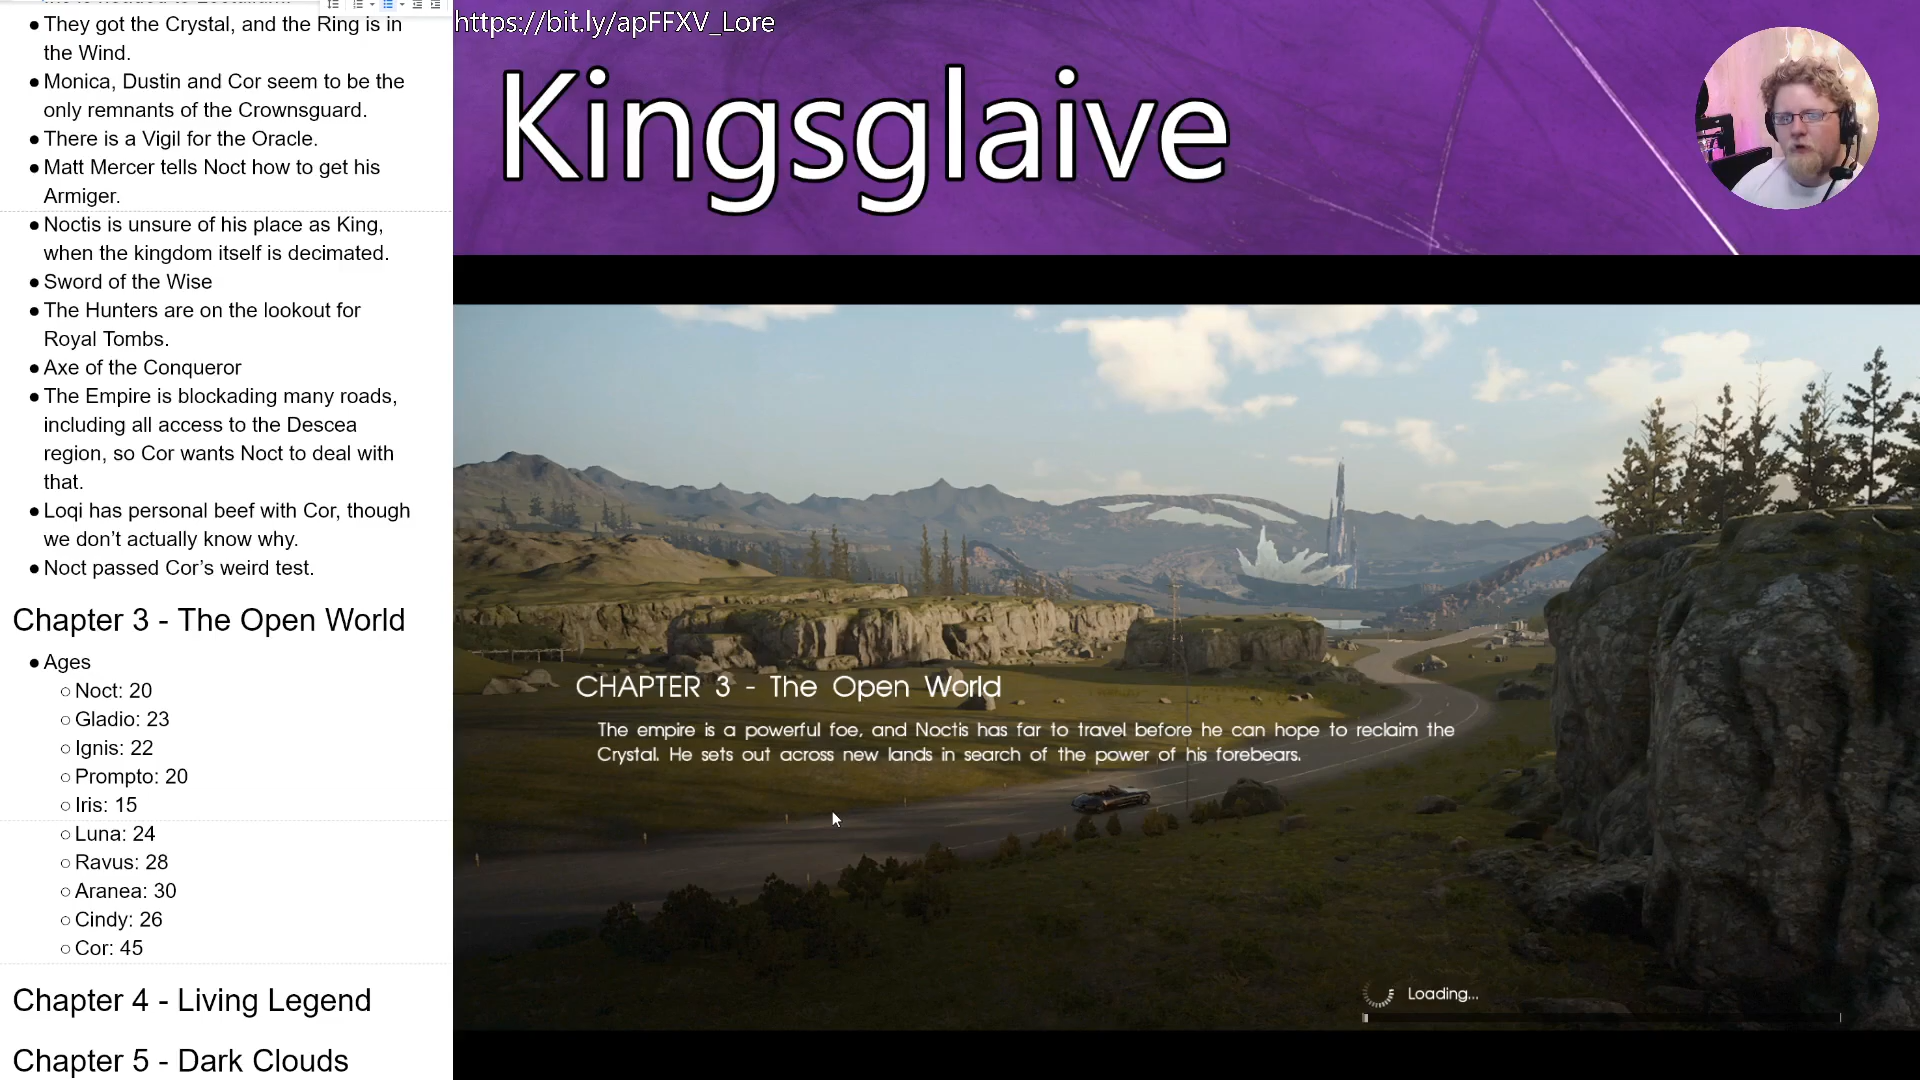 ● They got the Crystal, and the Ring is in
the Wind.
● Monica, Dustin and Cor seem to be the
only remnants of the Crownsguard.
● There is a Vigil for the Oracle.
● Matt Mercer tells Noct how to get his
Armiger.
● Noctis is unsure of his place as King,
when the kingdom itself is decimated.
● Sword of the Wise
● The Hunters are on the lookout for
Royal Tombs.
● Axe of the Conqueror
● The Empire is blockading many roads,
including all access to the Descea
region, so Cor wants Noct to deal with
that.
● Loqi has personal beef with Cor, though
we don’t actually know why.
● Noct passed Cor’s weird test.
Chapter 3 - The Open World
● Ages
○ Noct: 20
○ Gladio: 23
○ Ignis: 22
○ Prompto: 20
○ Iris: 15
○ Luna: 24
○ Ravus: 28
○ Aranea: 30
○ Cindy: 26
○ Cor: 45
Chapter 4 - Living Legend
Chapter 5 - Dark Clouds
https://bit.ly/apFFXV_Lore
Kingsglaive
CHAPTER 3 - The Open World
The empire is a powerful foe, and Noctis has far to travel before he can hope to reclaim the
Crystal. He sets out across new lands in search of the power of his forebears.
Loading...